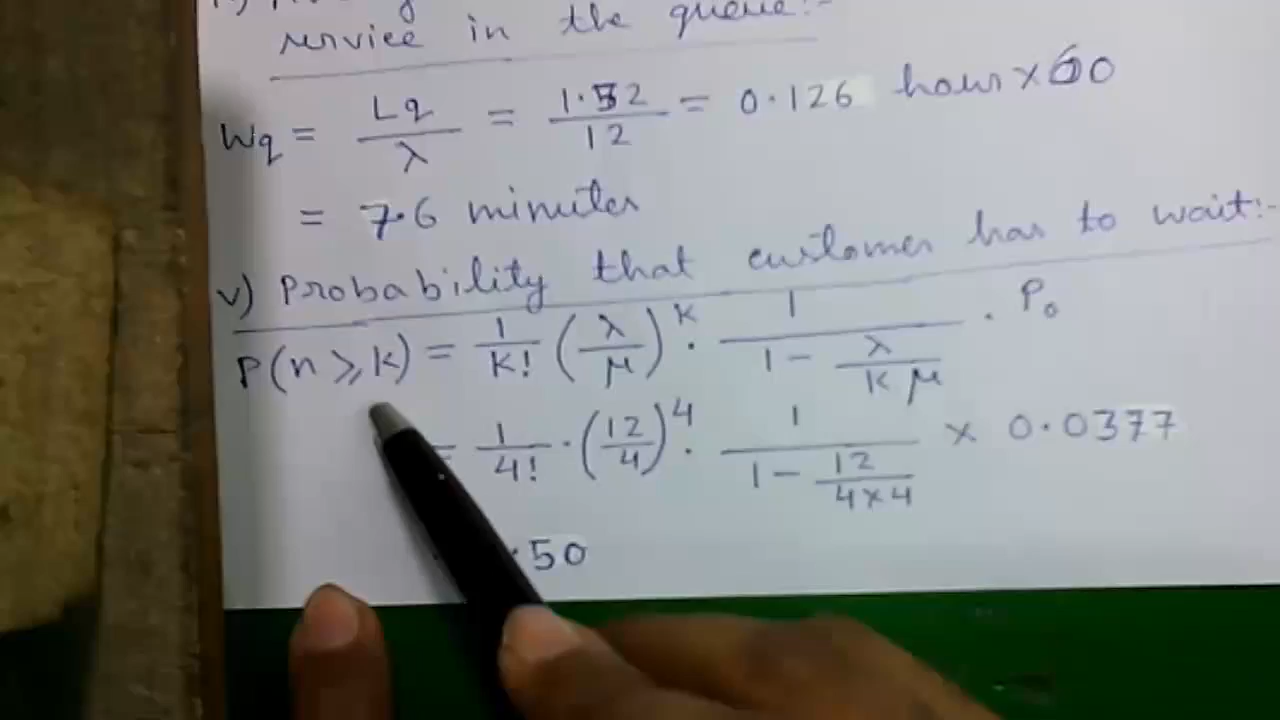 service in the queue:-
Wq = Lq/λ = 1.52/12 = 0.126 hour × 60
= 7.6 minutes
v) Probability that customer has to wait:-
P(n ≥ k) = 1/k! (λ/μ)^k . 1/(1 - λ/kμ) . P₀
= 1/4! . (12/4)^4 . 1/(1 - 12/4×4) × 0.0377
.50